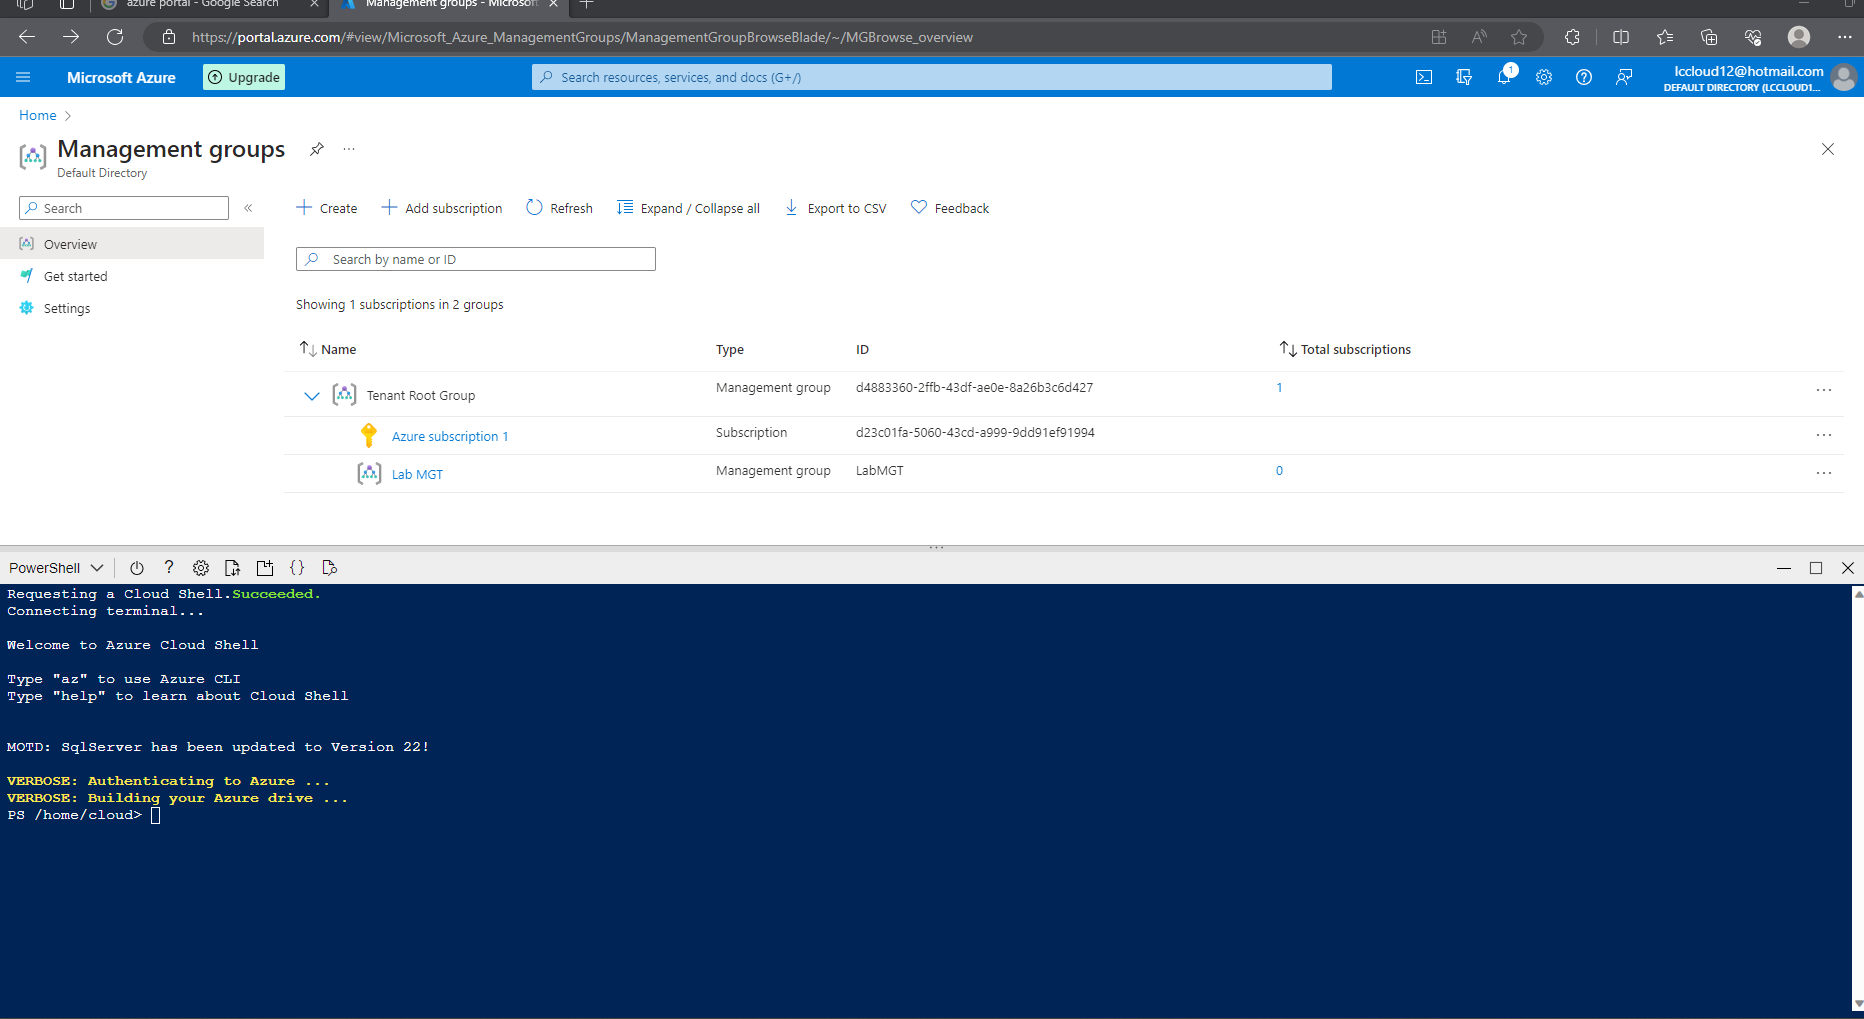 azure portal - Google Search
Management groups - Microsoft
https://portal.azure.com/#view/Microsoft_Azure_ManagementGroups/ManagementGroupBrowseBlade/~/MGBrowse_overview
Microsoft Azure
Upgrade
Search resources, services, and docs (G+/)
1
lccloud12@hotmail.com
DEFAULT DIRECTORY (LCCLOUD1...
Home
Management groups
...
Default Directory
Search
«
Create
Add subscription
Refresh
Expand / Collapse all
Export to CSV
Feedback
Overview
Get started
Settings
Search by name or ID
Showing 1 subscriptions in 2 groups
Name Type ID Total subscriptions
Tenant Root Group Management group d4883360-2ffb-43df-ae0e-8a26b3c6d427 1 ...
Azure subscription 1 Subscription d23c01fa-5060-43cd-a999-9dd91ef91994 ...
Lab MGT Management group LabMGT 0 ...
PowerShell
?
{}
Requesting a Cloud Shell.Succeeded.
Connecting terminal...
Welcome to Azure Cloud Shell
Type "az" to use Azure CLI
Type "help" to learn about Cloud Shell
MOTD: SqlServer has been updated to Version 22!
VERBOSE: Authenticating to Azure ...
VERBOSE: Building your Azure drive ...
PS /home/cloud>